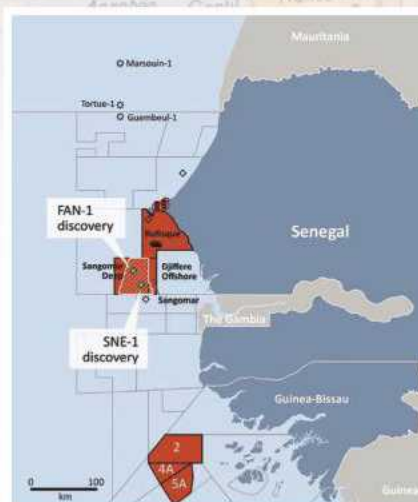 Mauritania
Marsouin-1
Tortue-1
Guembeul-1
FAN-1
discovery
Rufisque
Senegal
Sangomar
Deep
Djiffere
Offshore
Sangomar
SNE-1
discovery
The Gambia
Guinea-Bissau
2
4A
5A
0 100
km
Guinea